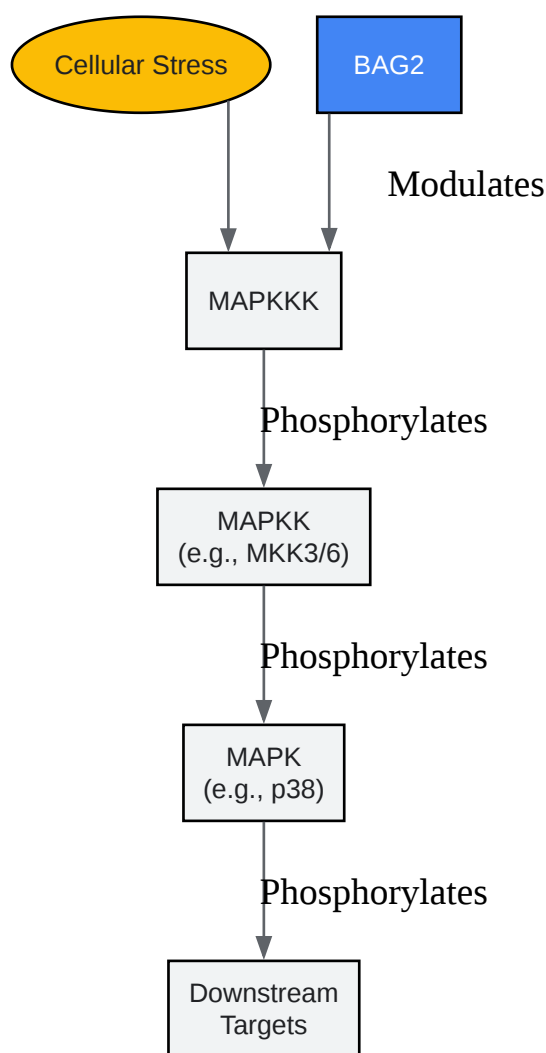 Cellular Stress
BAG2
Modulates
MAPKKK
Phosphorylates
MAPKK
(e.g., MKK3/6)
Phosphorylates
MAPK
(e.g., p38)
Phosphorylates
Downstream
Targets